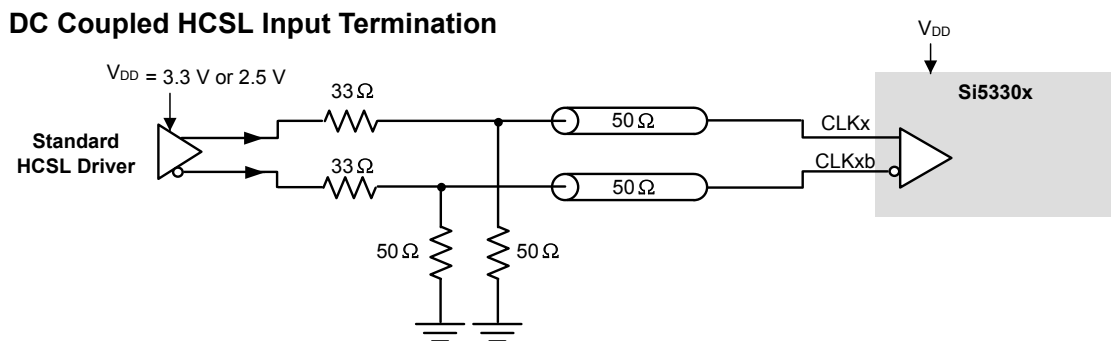 DC Coupled HCSL Input Termination
VDD
VDD = 3.3 V or 2.5 V
Si5330x
33 Ω
Standard
HCSL Driver
50 Ω
CLKx
33 Ω
50 Ω
CLKxb
50 Ω
50 Ω